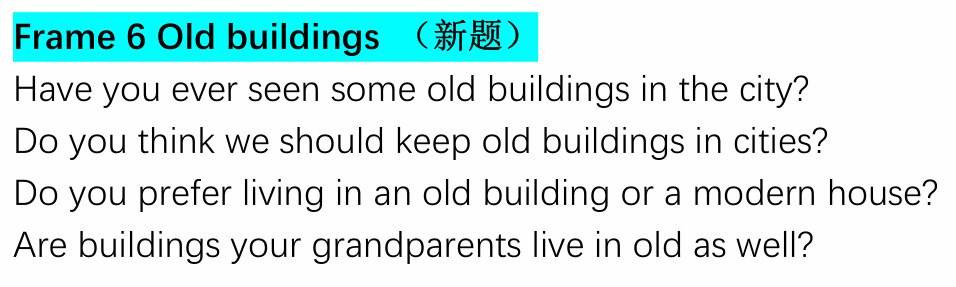 Frame 6 Old buildings （新题）
Have you ever seen some old buildings in the city?
Do you think we should keep old buildings in cities?
Do you prefer living in an old building or a modern house?
Are buildings your grandparents live in old as well?